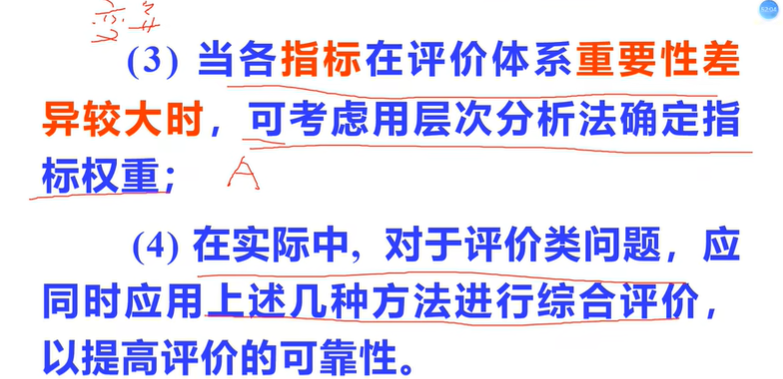 (3) 当各指标在评价体系重要性差
异较大时，可考虑用层次分析法确定指
标权重；
A
(4) 在实际中，对于评价类问题，应
同时应用上述几种方法进行综合评价，
以提高评价的可靠性。